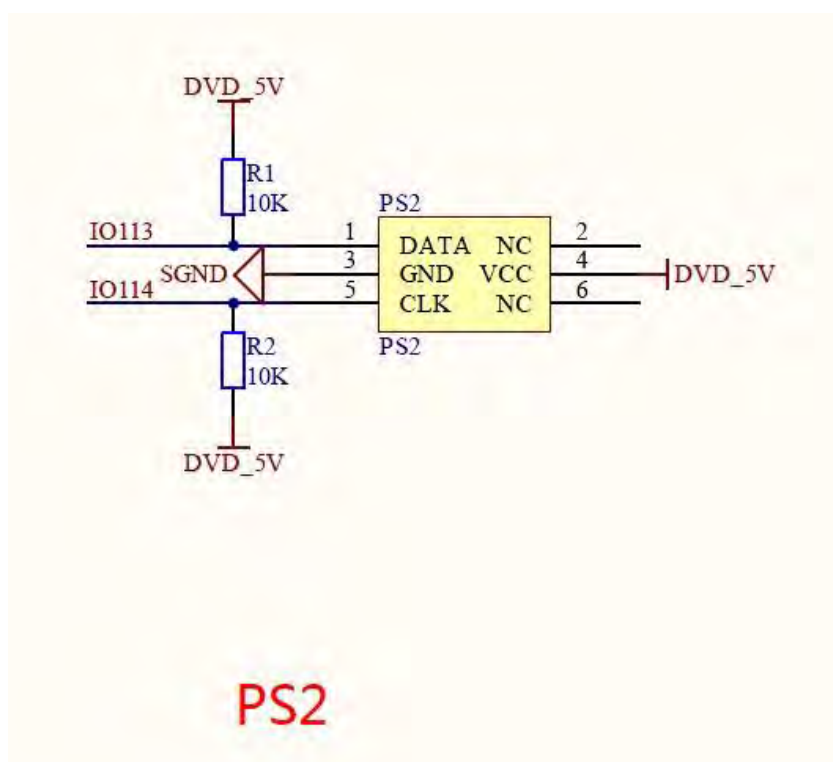 DVD_5V
R1
10K
PS2
IO113
1
DATA
NC
2
SGND
3
GND
VCC
4
DVD_5V
IO114
5
CLK
NC
6
R2
10K
PS2
DVD_5V
PS2